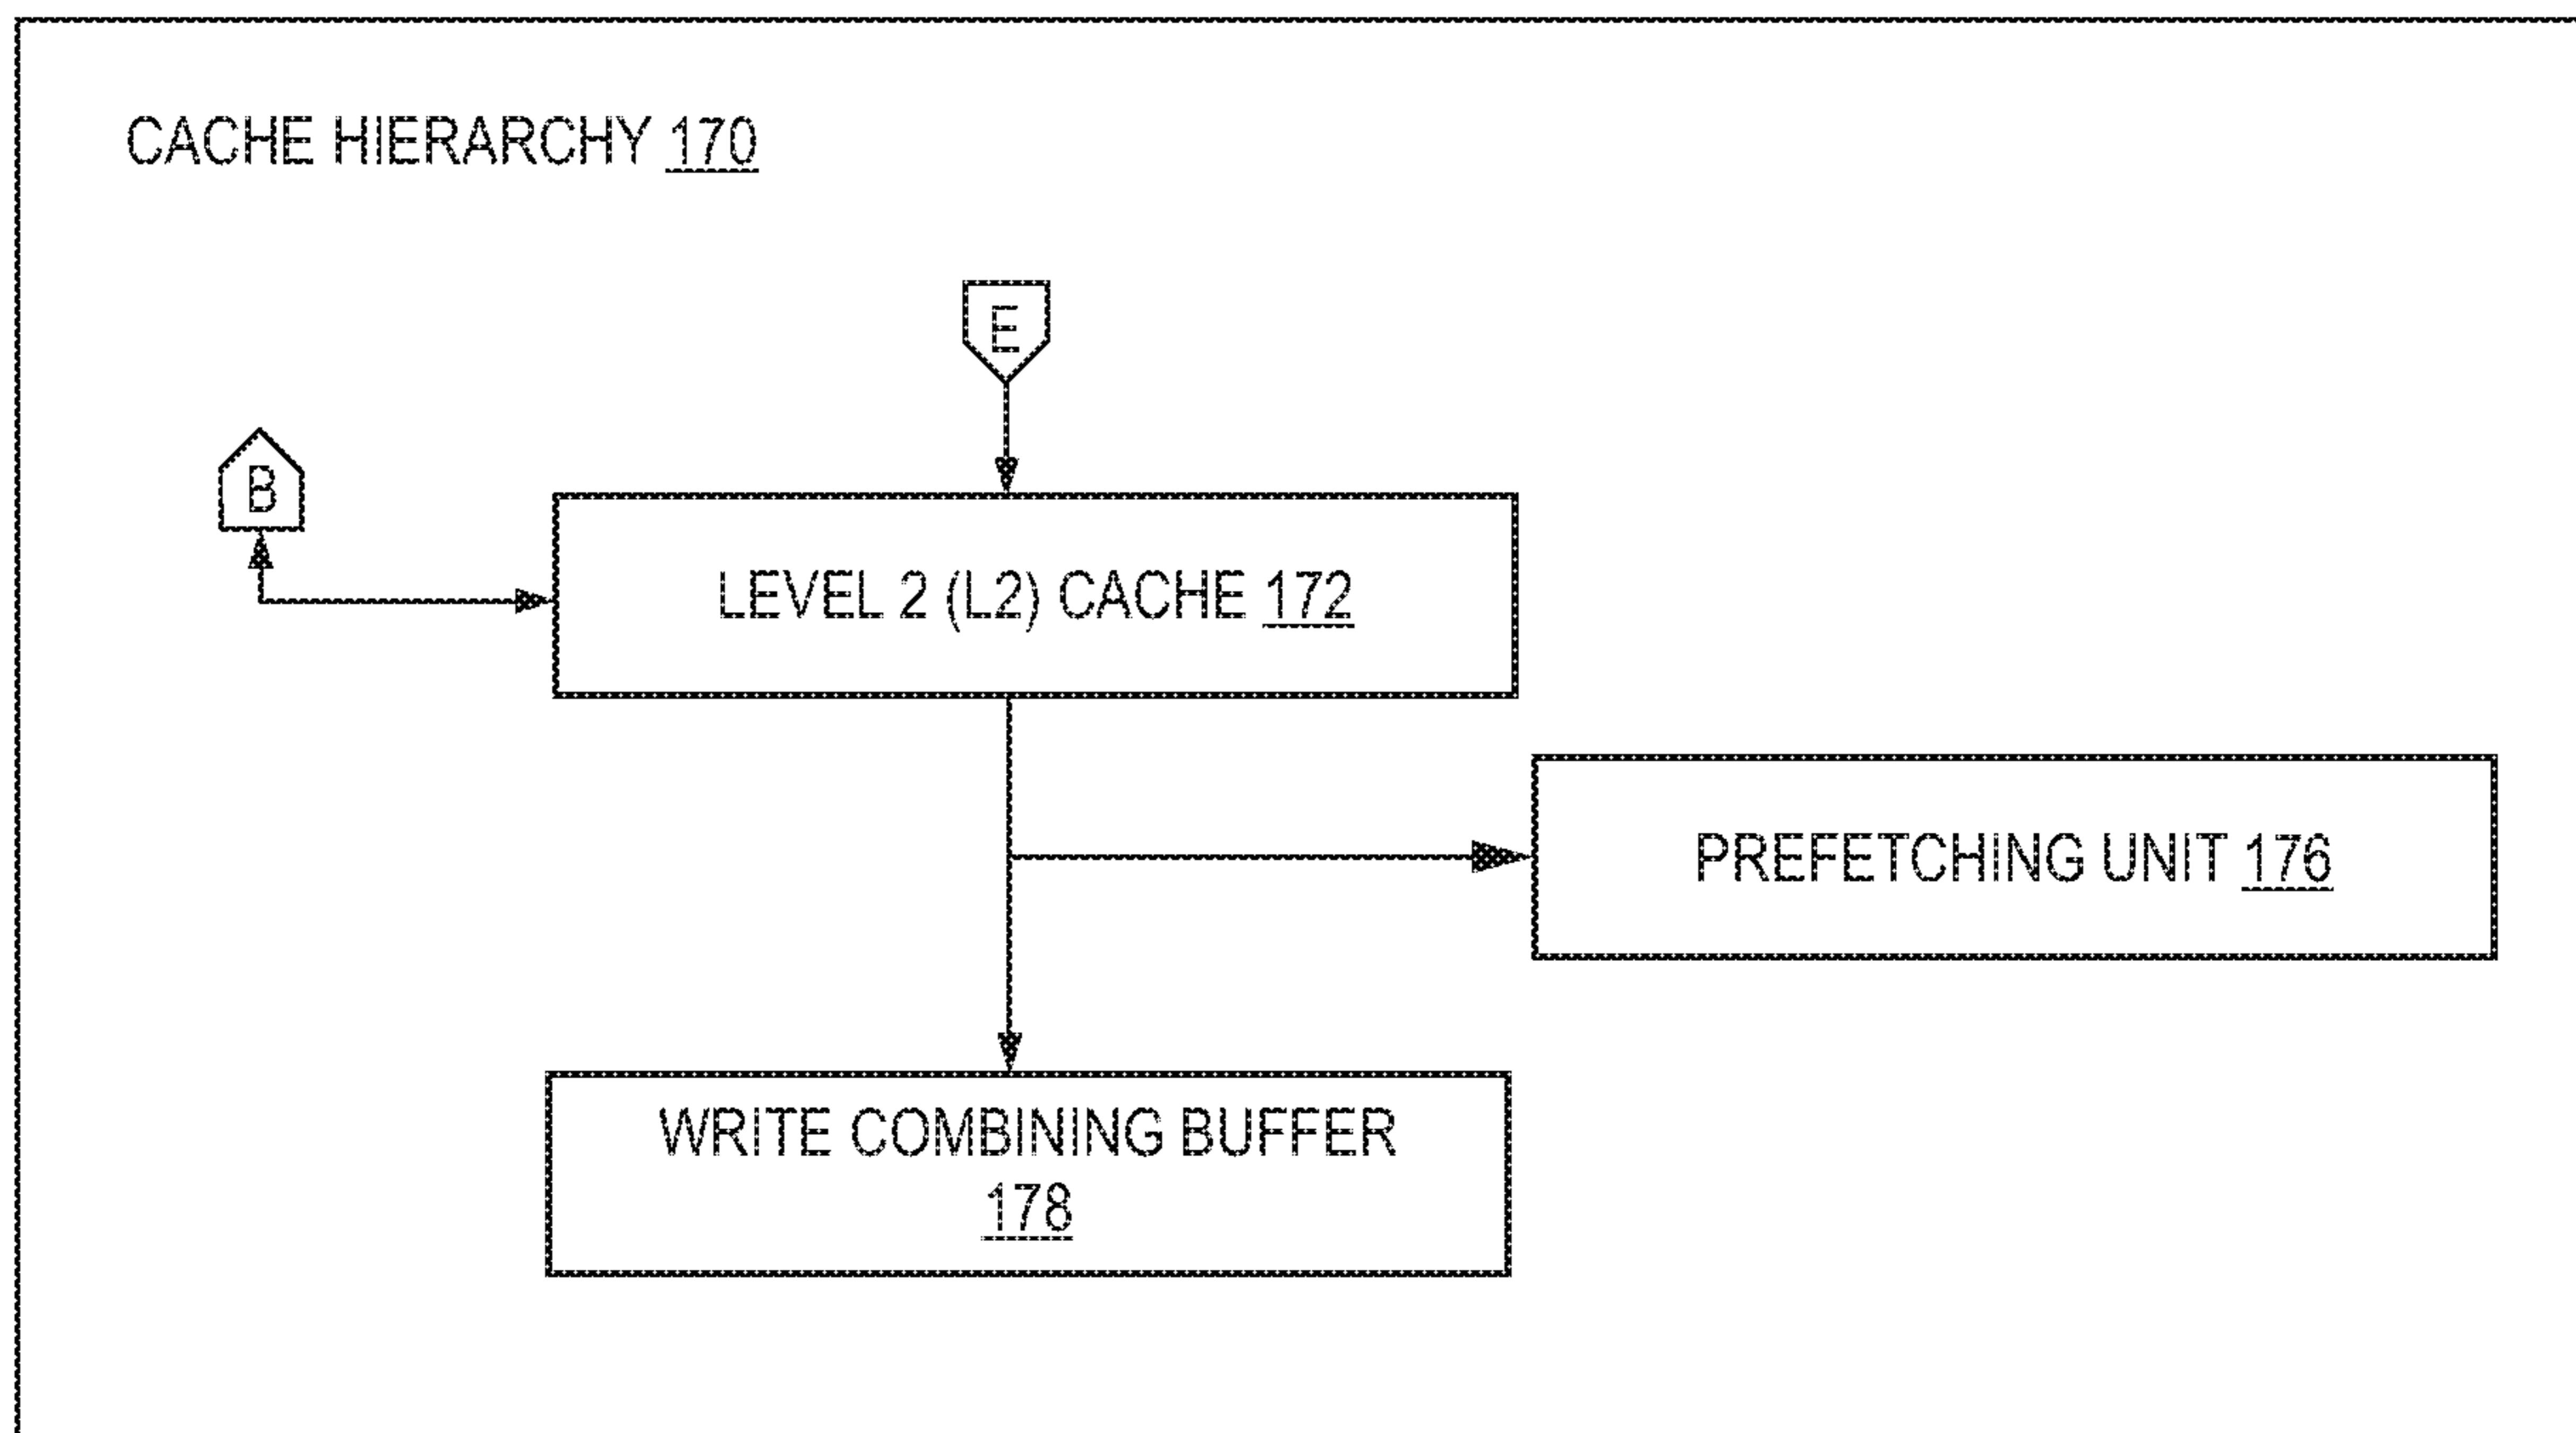 CACHE HIERARCHY 170
E
B
LEVEL 2 (L2) CACHE 172
PREFETCHING UNIT 176
WRITE COMBINING BUFFER
178